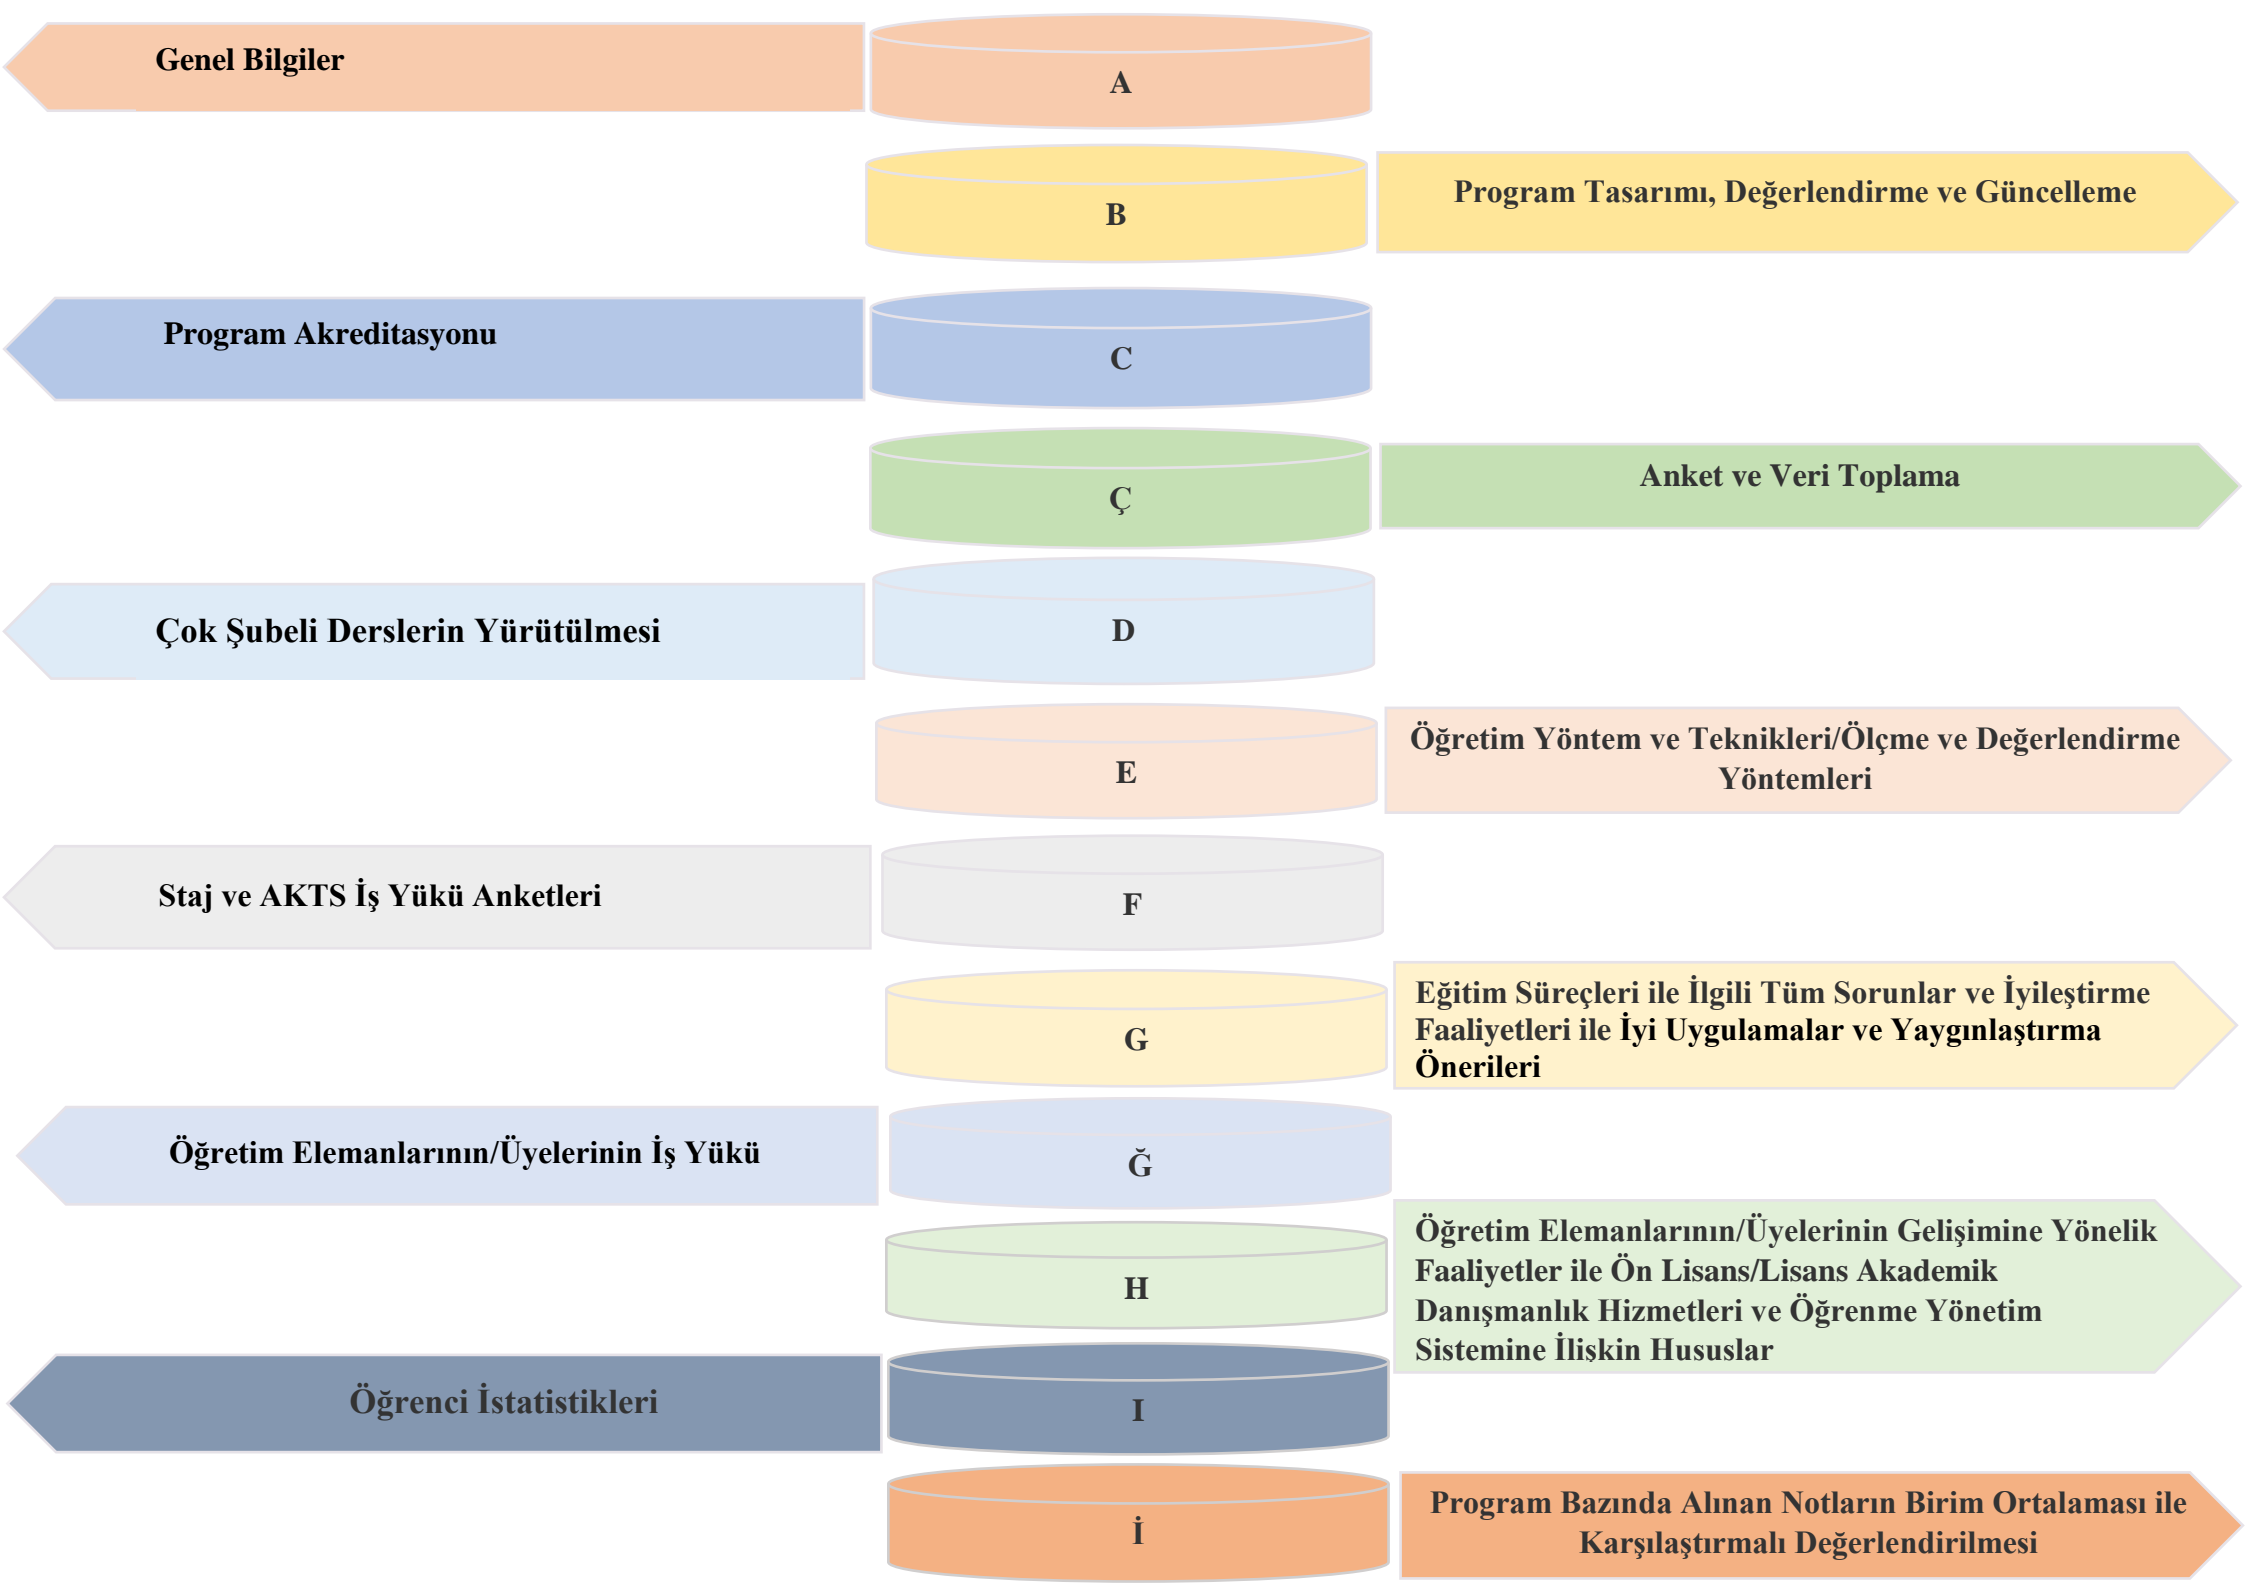 Genel Bilgiler
A
B
Program Tasarımı, Değerlendirme ve Güncelleme
Program Akreditasyonu
C
Ç
Anket ve Veri Toplama
Çok Şubeli Derslerin Yürütülmesi
D
E
Öğretim Yöntem ve Teknikleri/Ölçme ve Değerlendirme
Yöntemleri
Staj ve AKTS İş Yükü Anketleri
F
G
Eğitim Süreçleri ile İlgili Tüm Sorunlar ve İyileştirme
Faaliyetleri ile İyi Uygulamalar ve Yaygınlaştırma
Önerileri
Öğretim Elemanlarının/Üyelerinin İş Yükü
Ğ
H
Öğretim Elemanlarının/Üyelerinin Gelişimine Yönelik
Faaliyetler ile Ön Lisans/Lisans Akademik
Danışmanlık Hizmetleri ve Öğrenme Yönetim
Sistemine İlişkin Hususlar
Öğrenci İstatistikleri
I
İ
Program Bazında Alınan Notların Birim Ortalaması ile
Karşılaştırmalı Değerlendirilmesi